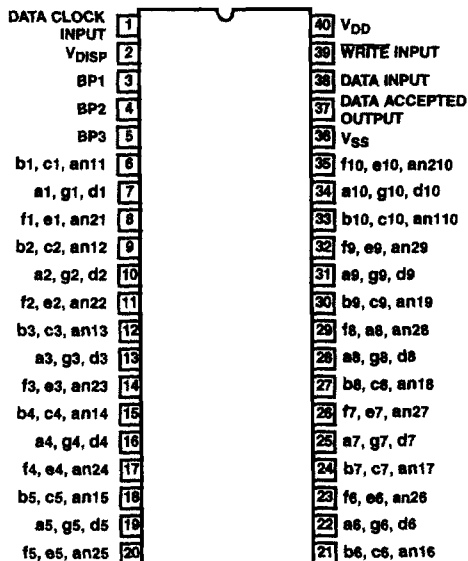 DATA CLOCK
INPUT 1
VDISP 2
BP1 3
BP2 4
BP3 5
b1, c1, an11 6
a1, g1, d1 7
f1, e1, an21 8
b2, c2, an12 9
a2, g2, d2 10
f2, e2, an22 11
b3, c3, an13 12
a3, g3, d3 13
f3, e3, an23 14
b4, c4, an14 15
a4, g4, d4 16
f4, e4, an24 17
b5, c5, an15 18
a5, g5, d5 19
f5, e5, an25 20
40 VDD
39 WRITE INPUT
38 DATA INPUT
37 DATA ACCEPTED
OUTPUT
36 VSS
35 f10, e10, an210
34 a10, g10, d10
33 b10, c10, an110
32 f9, e9, an29
31 a9, g9, d9
30 b9, c9, an19
29 f8, a8, an28
28 a8, g8, d8
27 b8, c8, an18
26 f7, e7, an27
25 a7, g7, d7
24 b7, c7, an17
23 f6, e6, an26
22 a6, g6, d6
21 b6, c6, an16